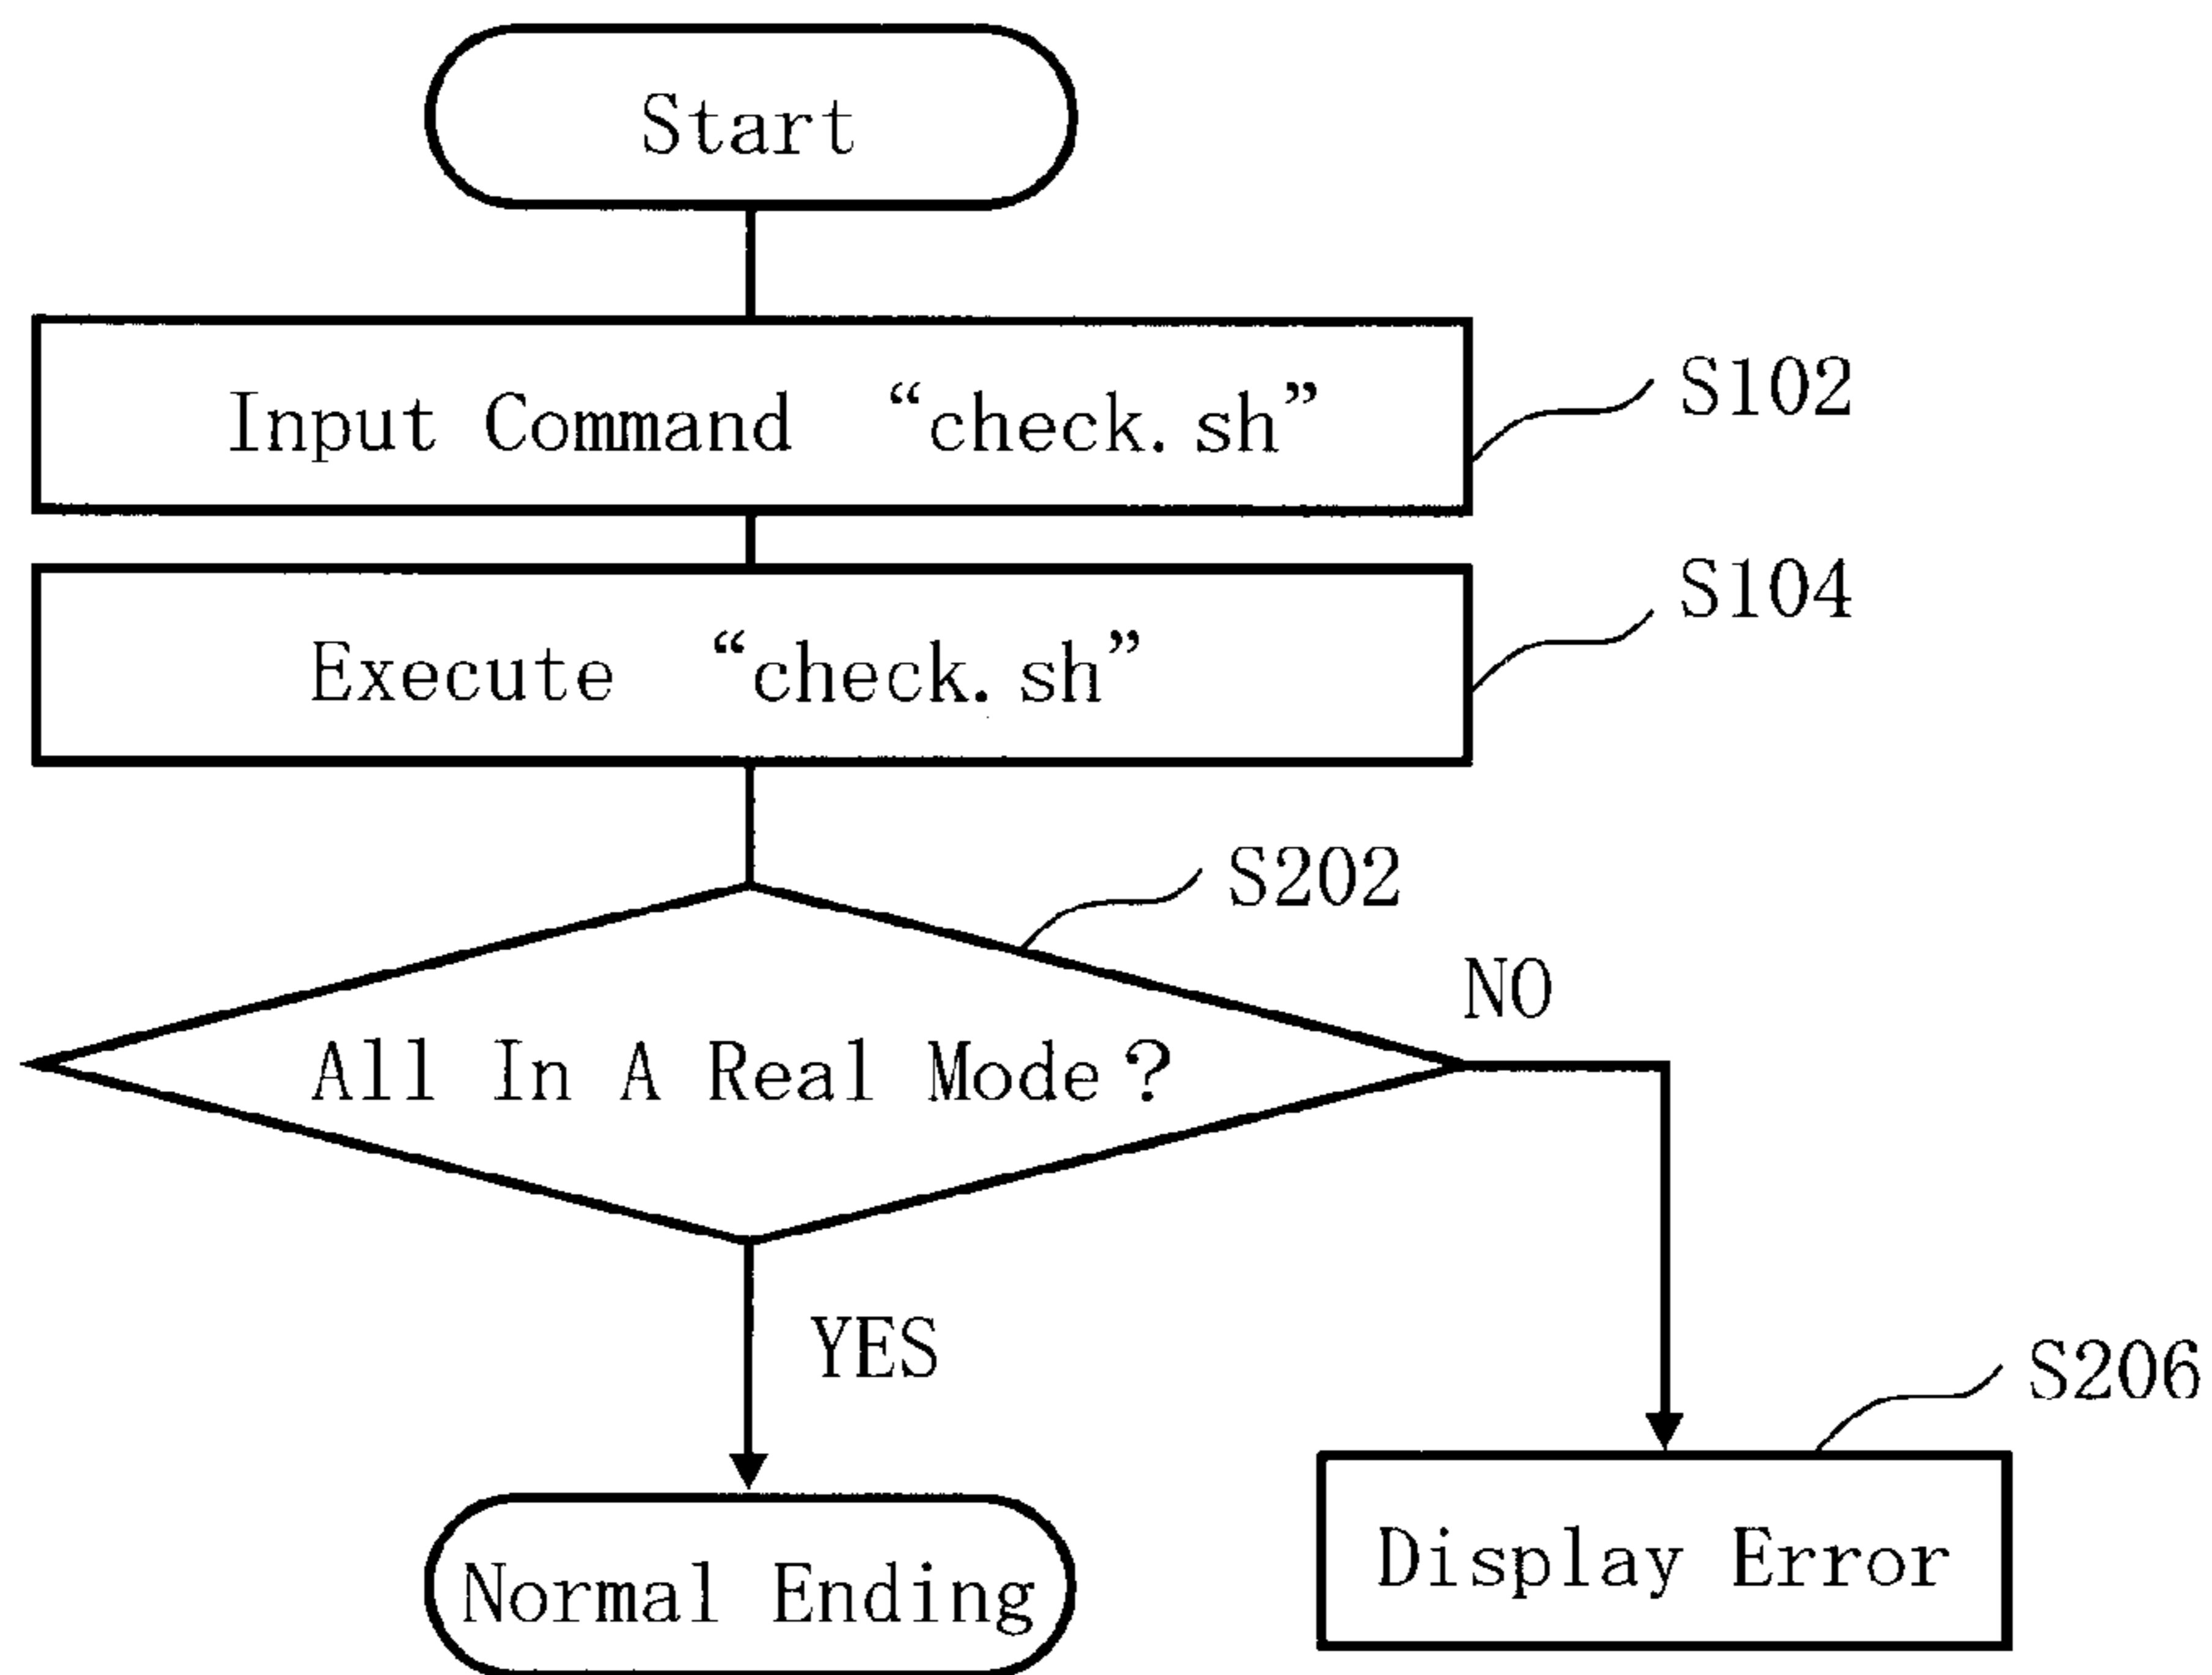 Start
Input Command “check.sh”
S102
Execute “check.sh”
S104
S202
All In A Real Mode?
NO
YES
S206
Normal Ending
Display Error